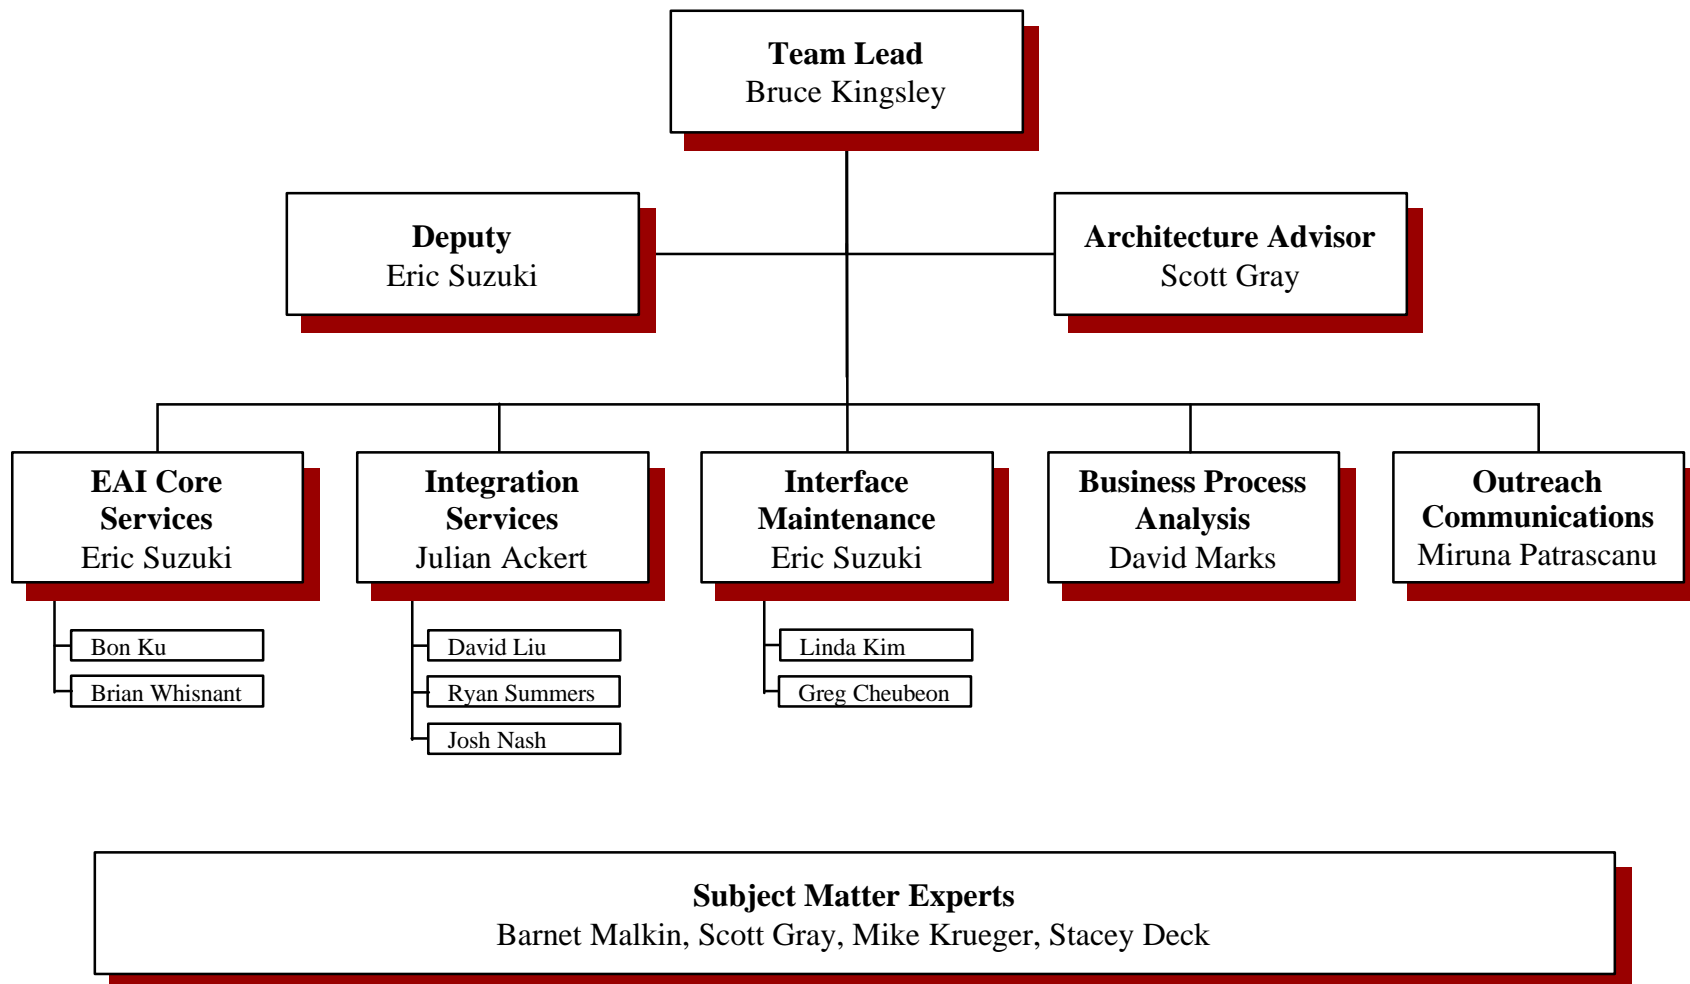 Team Lead
Bruce Kingsley
Deputy
Eric Suzuki
Architecture Advisor
Scott Gray
EAI Core
Services
Eric Suzuki
Integration
Services
Julian Ackert
Interface
Maintenance
Eric Suzuki
Business Process
Analysis
David Marks
Outreach
Communications
Miruna Patrascanu
Bon Ku
Brian Whisnant
David Liu
Ryan Summers
Josh Nash
Linda Kim
Greg Cheubeon
Subject Matter Experts
Barnet Malkin, Scott Gray, Mike Krueger, Stacey Deck